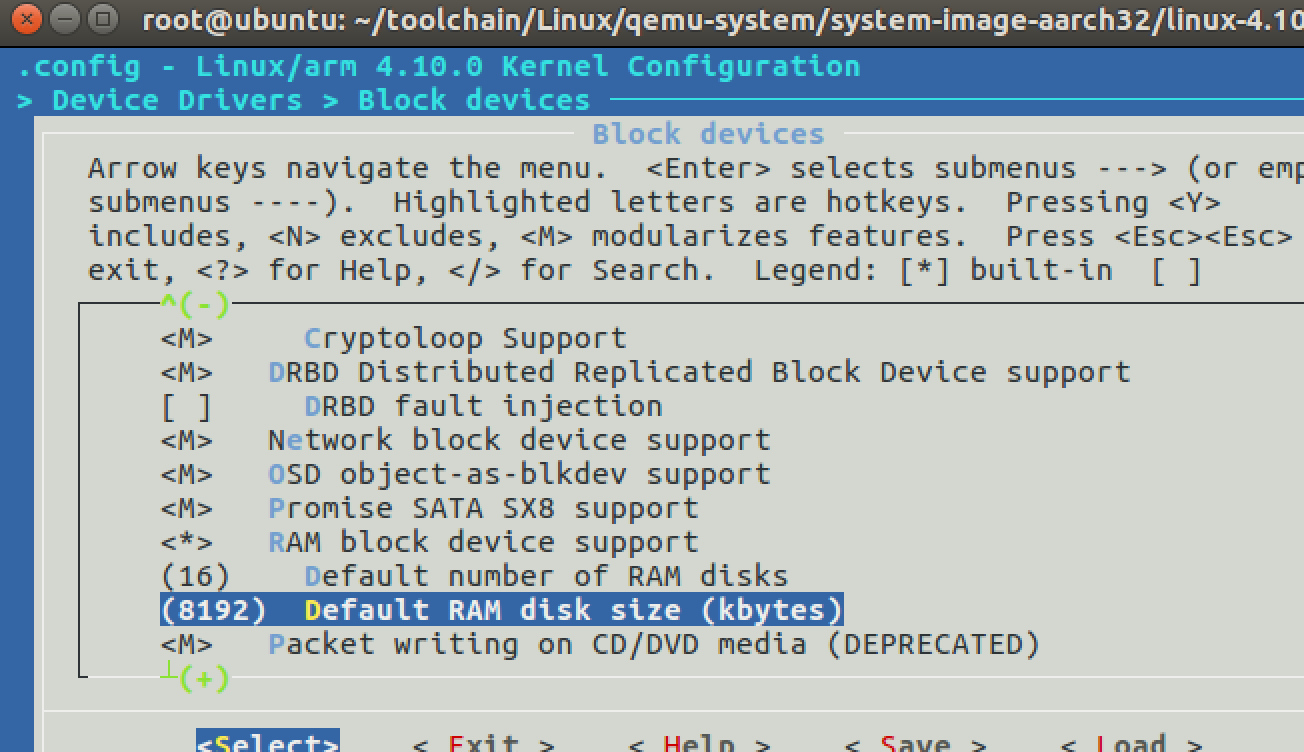 root@ubuntu: ~/toolchain/Linux/qemu-system/system-image-aarch32/linux-4.10
.config - Linux/arm 4.10.0 Kernel Configuration
> Device Drivers > Block devices
Block devices
Arrow keys navigate the menu.  <Enter> selects submenus ---> (or emp
submenus ----).  Highlighted letters are hotkeys.  Pressing <Y>
includes, <N> excludes, <M> modularizes features.  Press <Esc><Esc>
exit, <?> for Help, </> for Search.  Legend: [*] built-in  [ ]
^(-)
<M>     Cryptoloop Support
<M>   DRBD Distributed Replicated Block Device support
[ ]     DRBD fault injection
<M>   Network block device support
<M>   OSD object-as-blkdev support
<M>   Promise SATA SX8 support
<*>   RAM block device support
(16)    Default number of RAM disks
(8192)  Default RAM disk size (kbytes)
<M>   Packet writing on CD/DVD media (DEPRECATED)
┴(+)
<Select>    < Exit >    < Help >    < Save >    < Load >